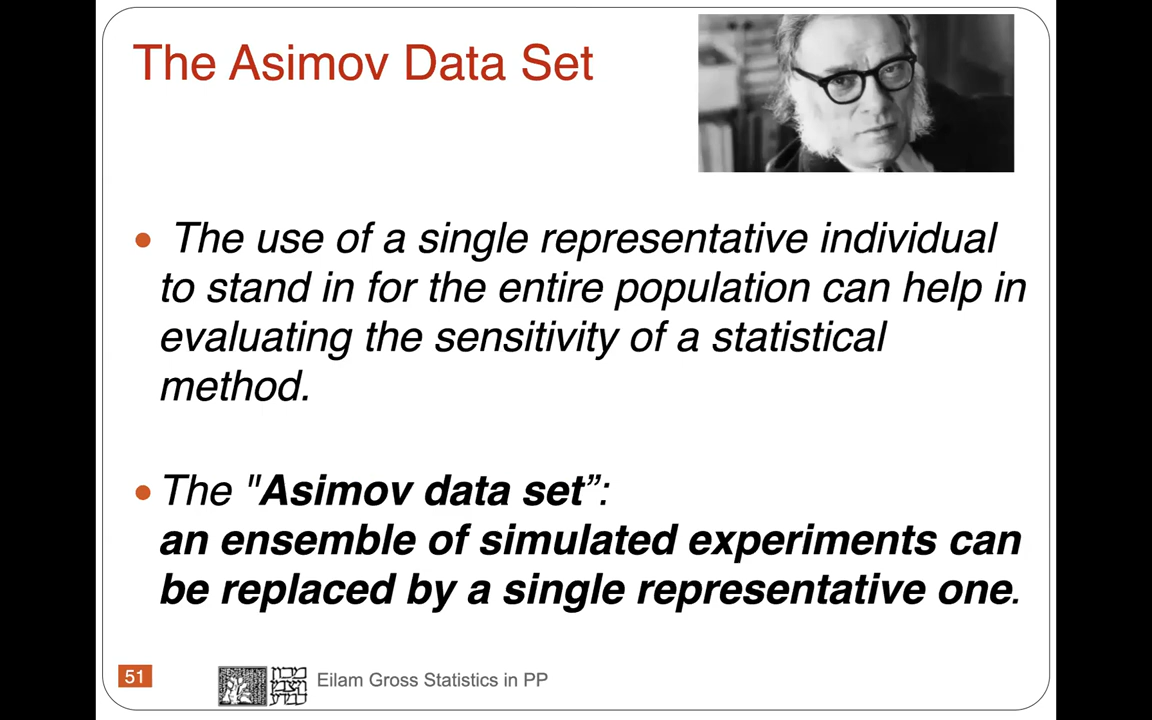 The Asimov Data Set
• The use of a single representative individual
to stand in for the entire population can help in
evaluating the sensitivity of a statistical
method.
• The "Asimov data set”:
an ensemble of simulated experiments can
be replaced by a single representative one.
51
Eilam Gross Statistics in PP